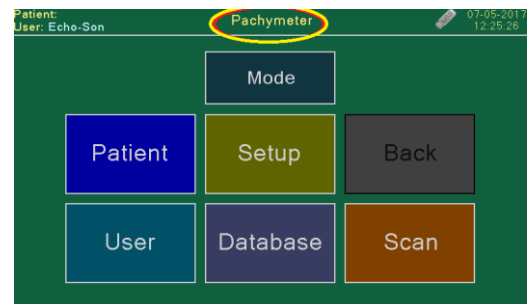 Patient:
User: Echo-Son
Pachymeter
07-05-2017
12:25:26
Mode
Patient Setup Back
User Database Scan